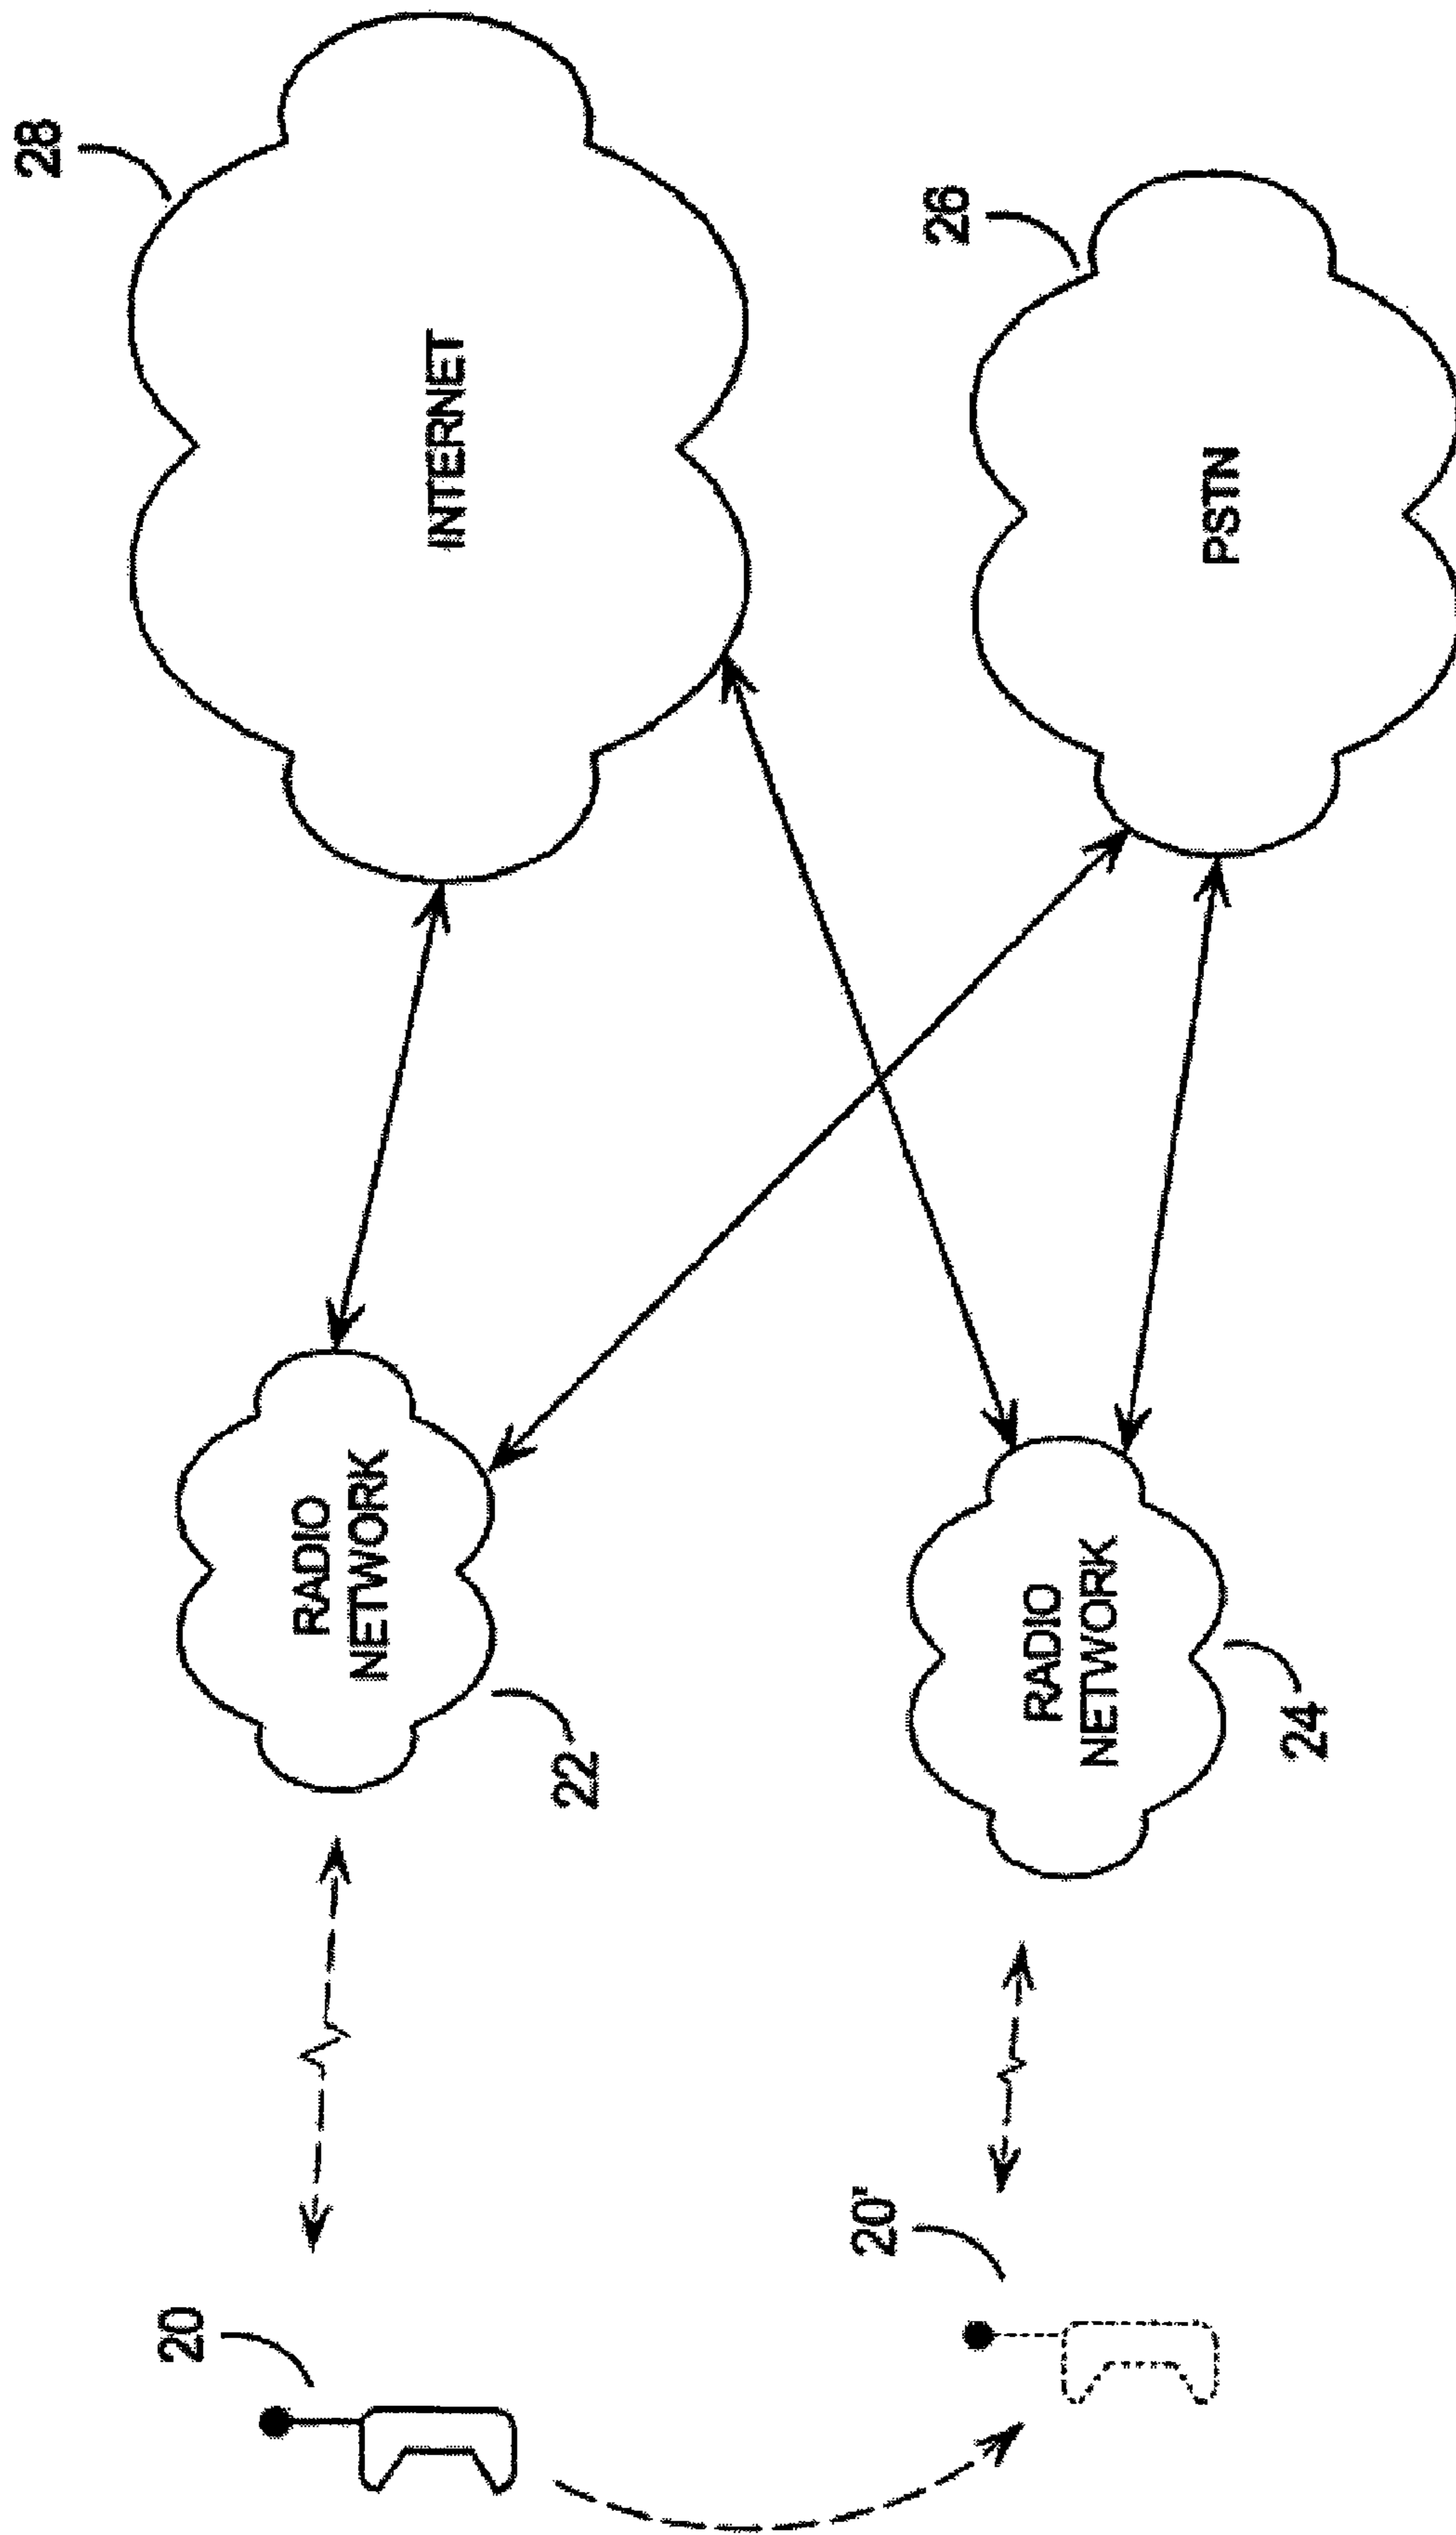 28
INTERNET
26
PSTN
RADIO
NETWORK
22
RADIO
NETWORK
24
20
20'